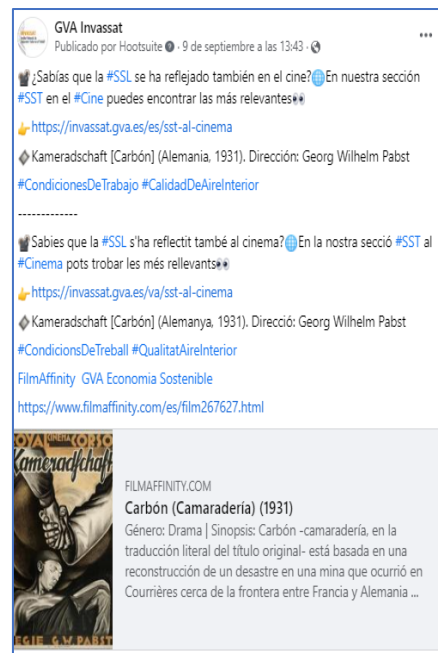 GVA Invassat
Publicado por Hootsuite · 9 de septiembre a las 13:43 ·
¿Sabías que la #SSL se ha reflejado también en el cine? En nuestra sección
#SST en el #Cine puedes encontrar las más relevantes
https://invassat.gva.es/es/sst-al-cinema
Kameradschaft [Carbón] (Alemania, 1931). Dirección: Georg Wilhelm Pabst
#CondicionesDeTrabajo #CalidadDeAireInterior
-------------
Sabies que la #SSL s'ha reflectit també al cinema? En la nostra secció #SST al
#Cinema pots trobar les més rellevants
https://invassat.gva.es/va/sst-al-cinema
Kameradschaft [Carbón] (Alemanya, 1931). Direcció: Georg Wilhelm Pabst
#CondicionsDeTreball #QualitatAireInterior
FilmAffinity GVA Economia Sostenible
https://www.filmaffinity.com/es/film267627.html
OYA CINEMA CORSO
Kameradschaft
EGIE G.W. PABST
FILMAFFINITY.COM
Carbón (Camaradería) (1931)
Género: Drama | Sinopsis: Carbón -camaradería, en la
traducción literal del título original- está basada en una
reconstrucción de un desastre en una mina que ocurrió en
Courrières cerca de la frontera entre Francia y Alemania ...